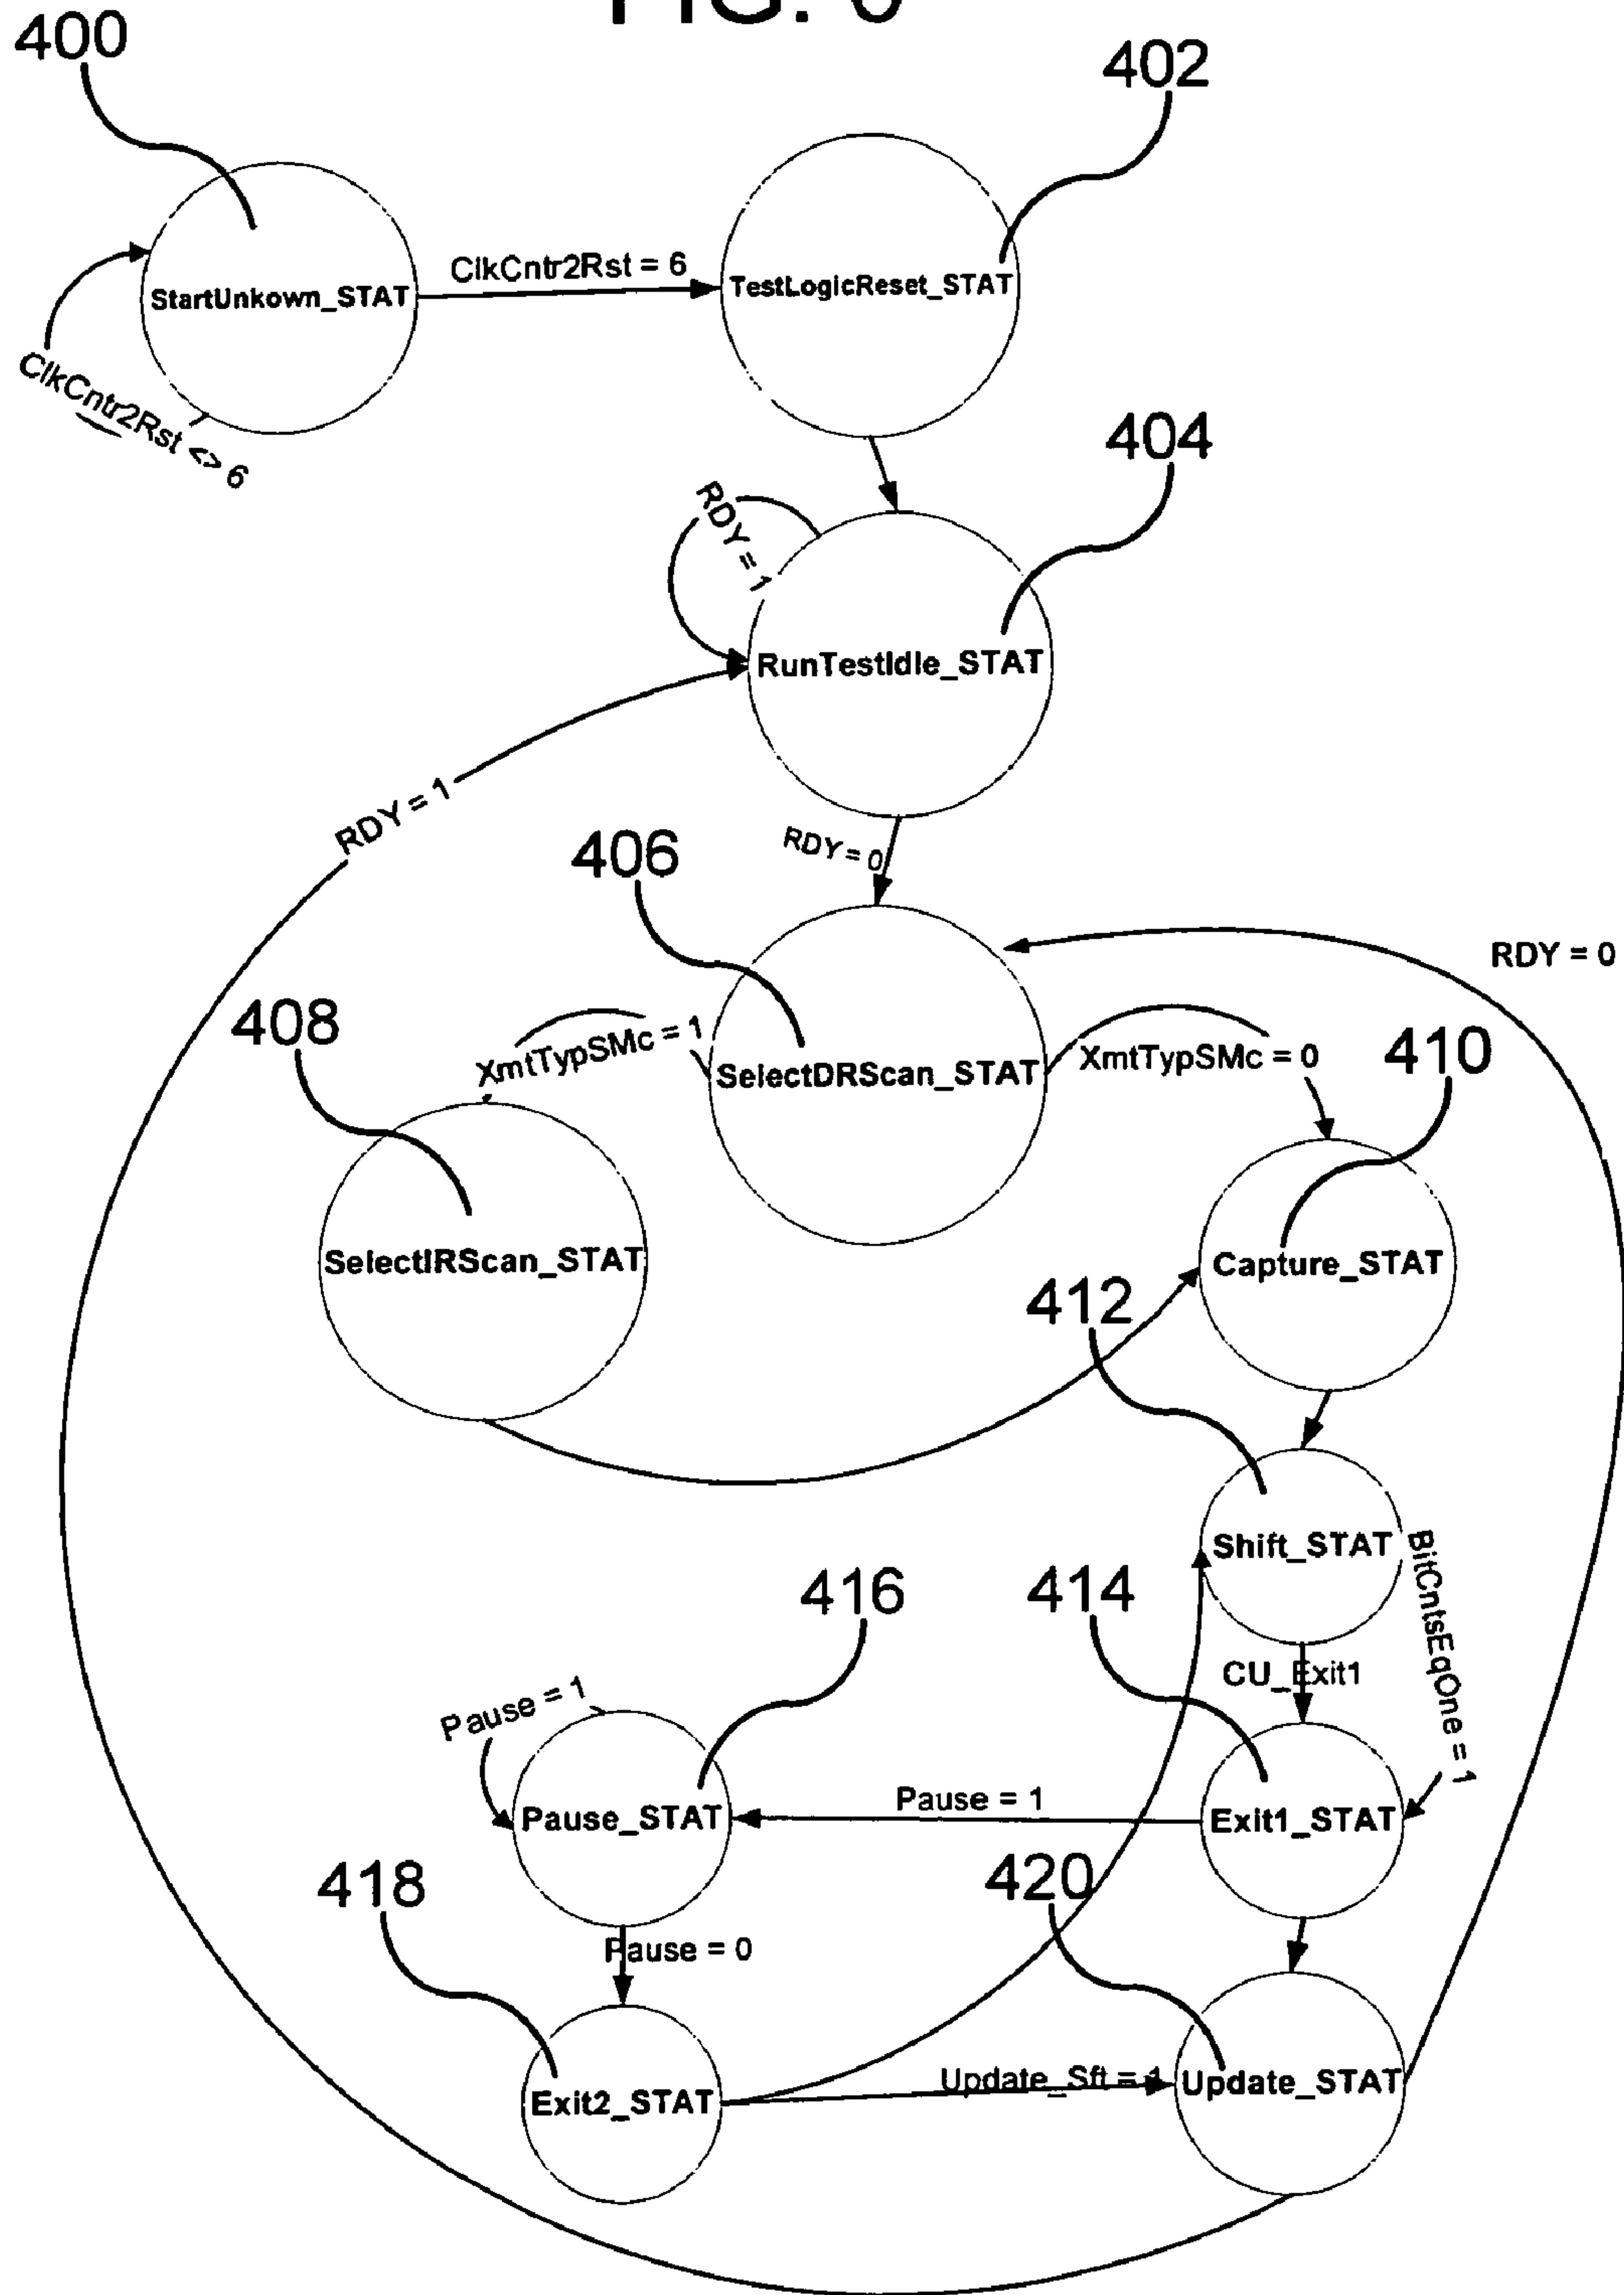 400
402
StartUnkown_STAT
ClkCntr2Rst = 6
TestLogicReset_STAT
ClkCntr2Rst <> 6
404
RDY = 1
RunTestIdle_STAT
RDY = 1
RDY = 0
406
RDY = 0
408
XmtTypSMc = 1
SelectDRScan_STAT
XmtTypSMc = 0
410
SelectIRScan_STAT
Capture_STAT
412
Shift_STAT
BitCntsEqOne = 1
416
414
CU_Exit1
Pause = 1
Pause_STAT
Pause = 1
Exit1_STAT
418
420
Pause = 0
Exit2_STAT
Update_Sft = 1
Update_STAT